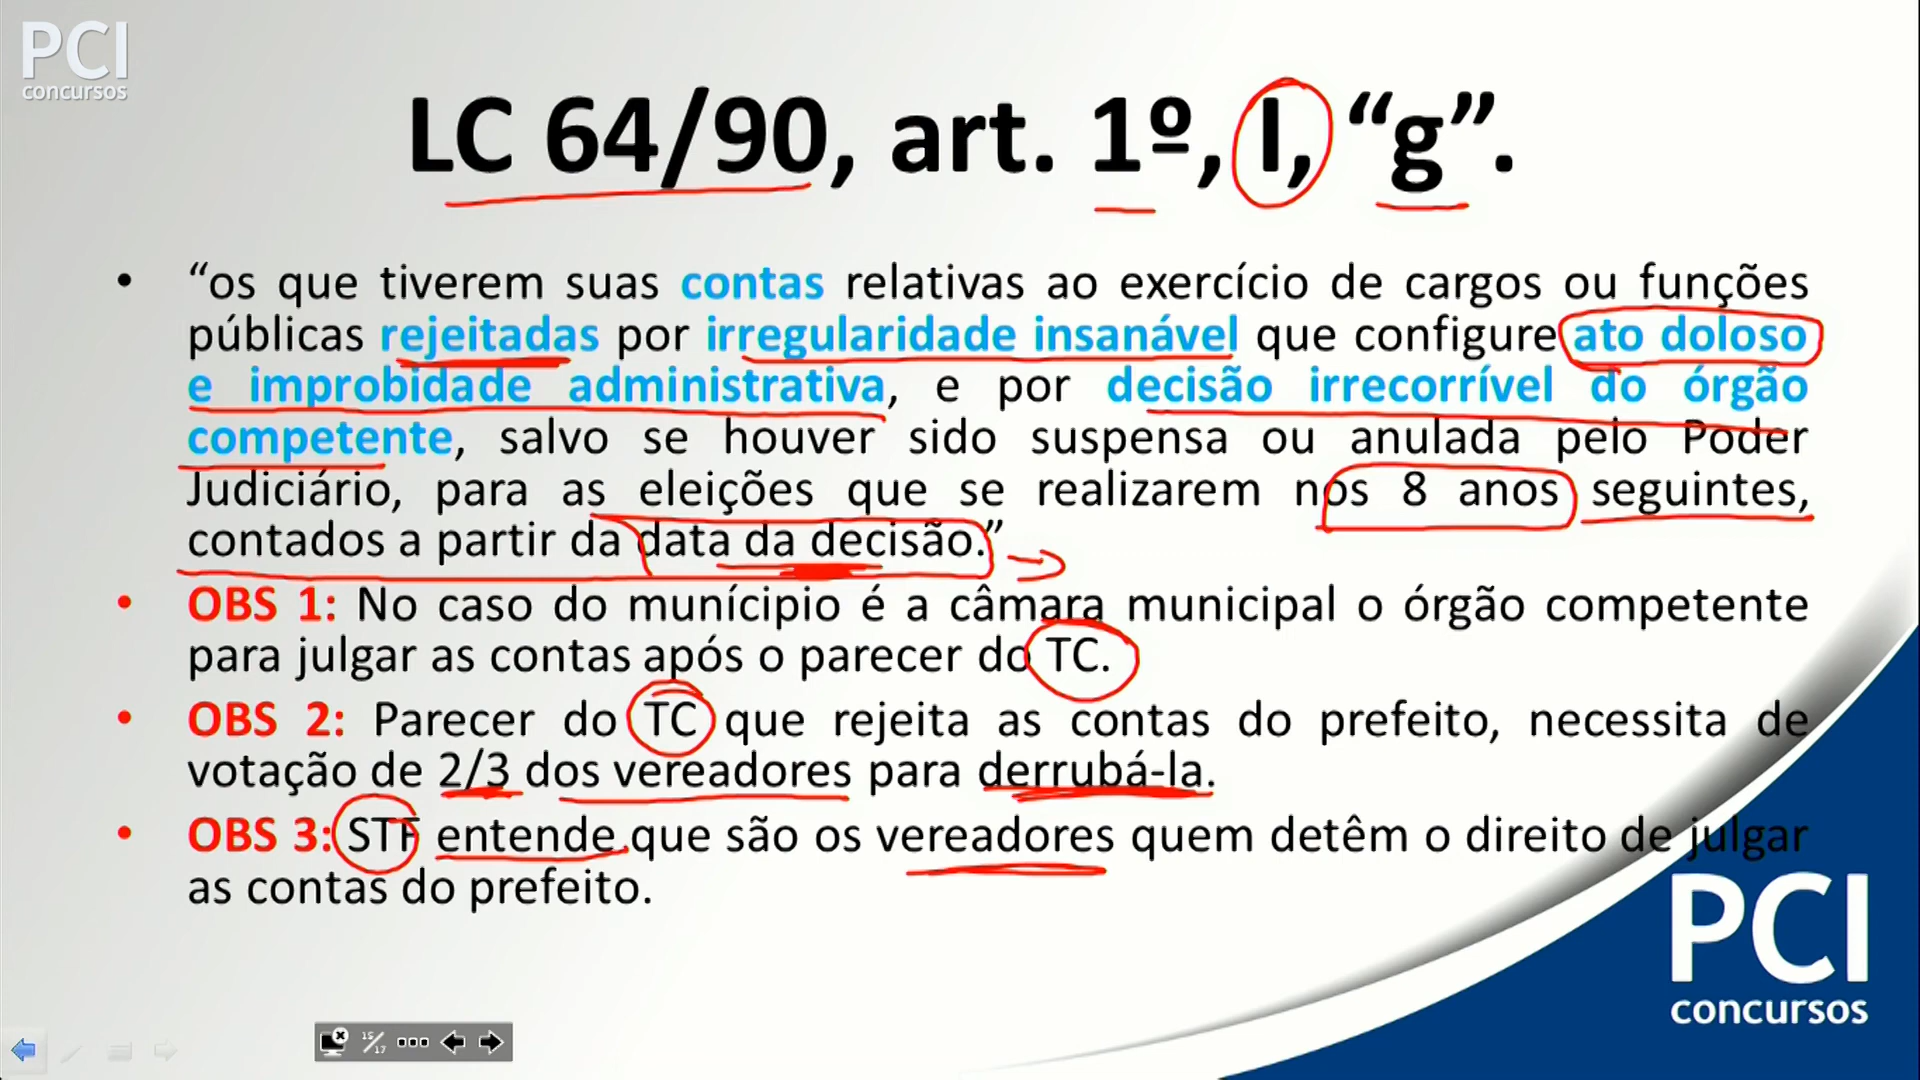 PCI
concursos
LC 64/90, art. 1º, I, “g”.
• “os que tiverem suas contas relativas ao exercício de cargos ou funções
públicas rejeitadas por irregularidade insanável que configure ato doloso
e improbidade administrativa, e por decisão irrecorrível do órgão
competente, salvo se houver sido suspensa ou anulada pelo Poder
Judiciário, para as eleições que se realizarem nos 8 anos seguintes,
contados a partir da data da decisão.”
• OBS 1: No caso do munícipio é a câmara municipal o órgão competente
para julgar as contas após o parecer do TC.
• OBS 2: Parecer do TC que rejeita as contas do prefeito, necessita de
votação de 2/3 dos vereadores para derrubá-la.
• OBS 3: STF entende que são os vereadores quem detêm o direito de julgar
as contas do prefeito.
PCI
concursos
15/17